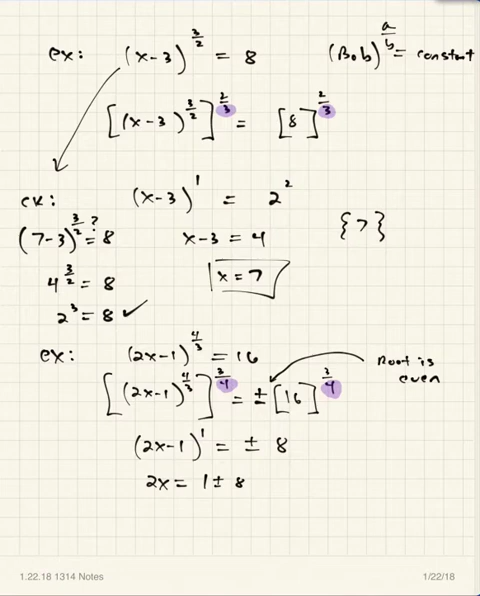 ex: (x-3)^(3/2) = 8 (Bob)^(a/b) = constant
[(x-3)^(3/2)]^(2/3) = [8]^(2/3)
ck: (x-3)^1 = 2^2
(7-3)^(3/2) ?= 8 x-3 = 4 {7}
4^(3/2) = 8 x = 7
2^3 = 8 ✓
ex: (2x-1)^(4/3) = 16 Root is even
[(2x-1)^(4/3)]^(3/4) = ± [16]^(3/4)
(2x-1)^1 = ± 8
2x = 1 ± 8
1.22.18 1314 Notes 1/22/18